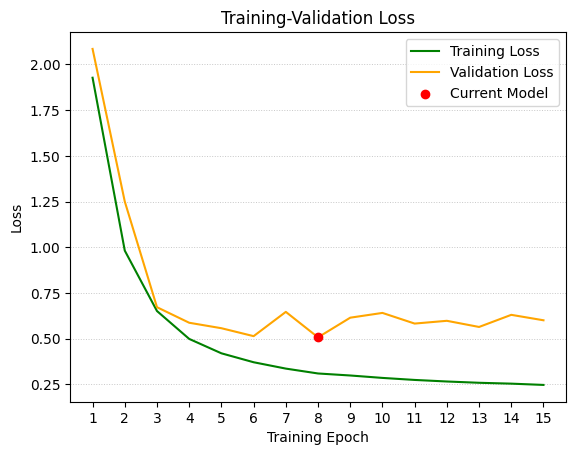 Training-Validation Loss
Training Loss
Validation Loss
Current Model
Loss
2.00
1.75
1.50
1.25
1.00
0.75
0.50
0.25
1 2 3 4 5 6 7 8 9 10 11 12 13 14 15
Training Epoch